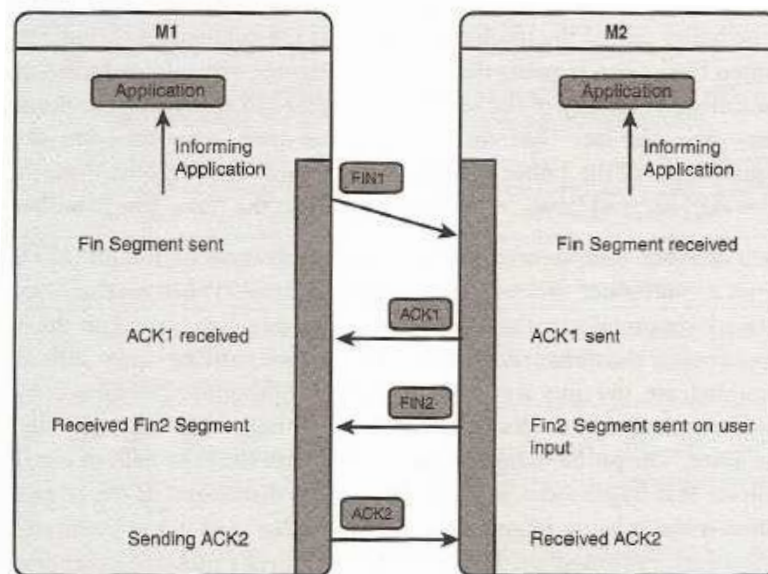 M1
M2
Application
Application
Informing
Application
Informing
Application
FIN1
Fin Segment sent
Fin Segment received
ACK1
ACK1 received
ACK1 sent
FIN2
Received Fin2 Segment
Fin2 Segment sent on user
input
ACK2
Sending ACK2
Received ACK2